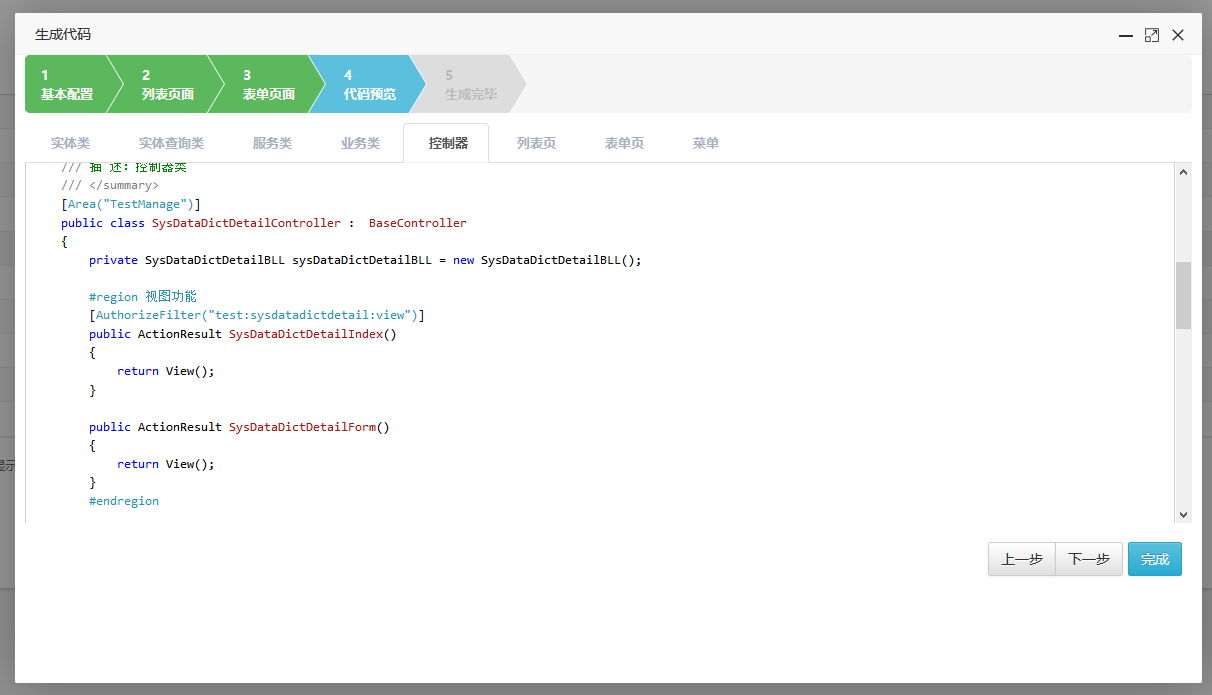 生成代码
1 2 3 4 5
基本配置 列表页面 表单页面 代码预览 生成完毕
实体类 实体查询类 服务类 业务类 控制器 列表页 表单页 菜单
/// 描 述：控制器类
/// </summary>
[Area("TestManage")]
public class SysDataDictDetailController :  BaseController
{
private SysDataDictDetailBLL sysDataDictDetailBLL = new SysDataDictDetailBLL();
#region 视图功能
[AuthorizeFilter("test:sysdatadictdetail:view")]
public ActionResult SysDataDictDetailIndex()
{
return View();
}
public ActionResult SysDataDictDetailForm()
{
return View();
}
#endregion
显示
上一步 下一步 完成